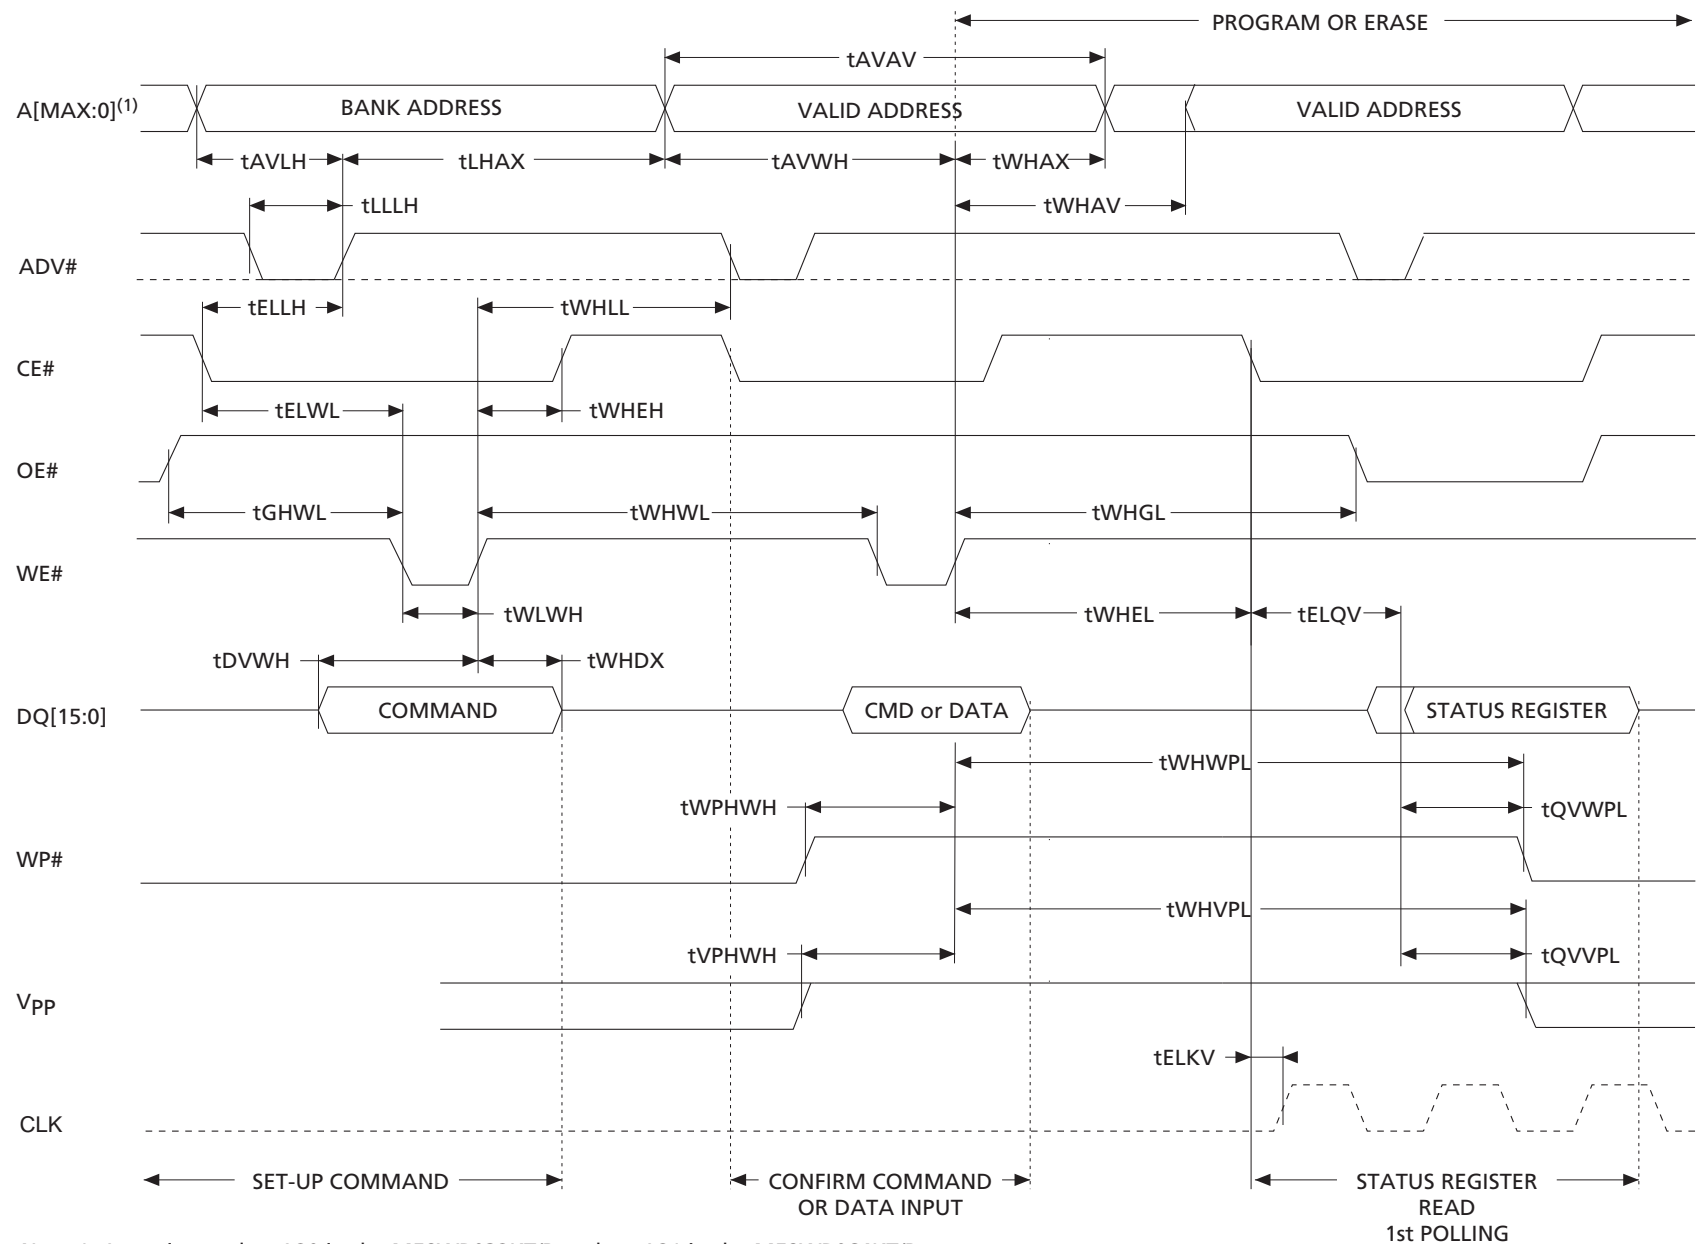 PROGRAM OR ERASE
tAVAV
A[MAX:0](1)
BANK ADDRESS
VALID ADDRESS
VALID ADDRESS
tAVLH
tLHAX
tAVWH
tWHAX
tLLLH
tWHAV
ADV#
tELLH
tWHLL
CE#
tELWL
tWHEH
OE#
tGHWL
tWHWL
tWHGL
WE#
tWLWH
tWHEL
tELQV
tDVWH
tWHDX
DQ[15:0]
COMMAND
CMD or DATA
STATUS REGISTER
tWHWPL
tWPHWH
tQVWPL
WP#
tWHVPL
tVPHWH
tQVVPL
VPP
tELKV
CLK
SET-UP COMMAND
CONFIRM COMMAND
OR DATA INPUT
STATUS REGISTER
READ
1st POLLING